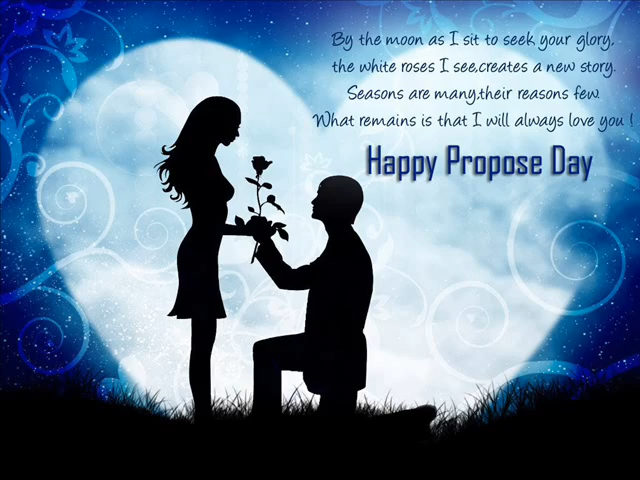 By the moon as I sit to seek your glory,
the white roses I see,creates a new story.
Seasons are many,their reasons few.
What remains is that I will always love you !
Happy Propose Day